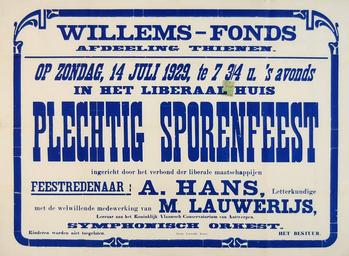 WILLEMS-FONDS
AFDEELING THIENEN.
OP ZONDAG, 14 JULI 1929, te 7 3/4 u. 's avonds
IN HET LIBERAAL HUIS
PLECHTIG SPORENFEEST
ingericht door het verbond der liberale maatschappijen
FEESTREDENAAR : A. HANS, Letterkundige
met de welwillende medewerking van M. LAUWERIJS,
Leeraar aan het Koninklijk Vlaamsch Conservatorium van Antwerpen.
SYMPHONISCH ORKEST.
Kinderen worden niet toegelaten.
HET BESTUUR.